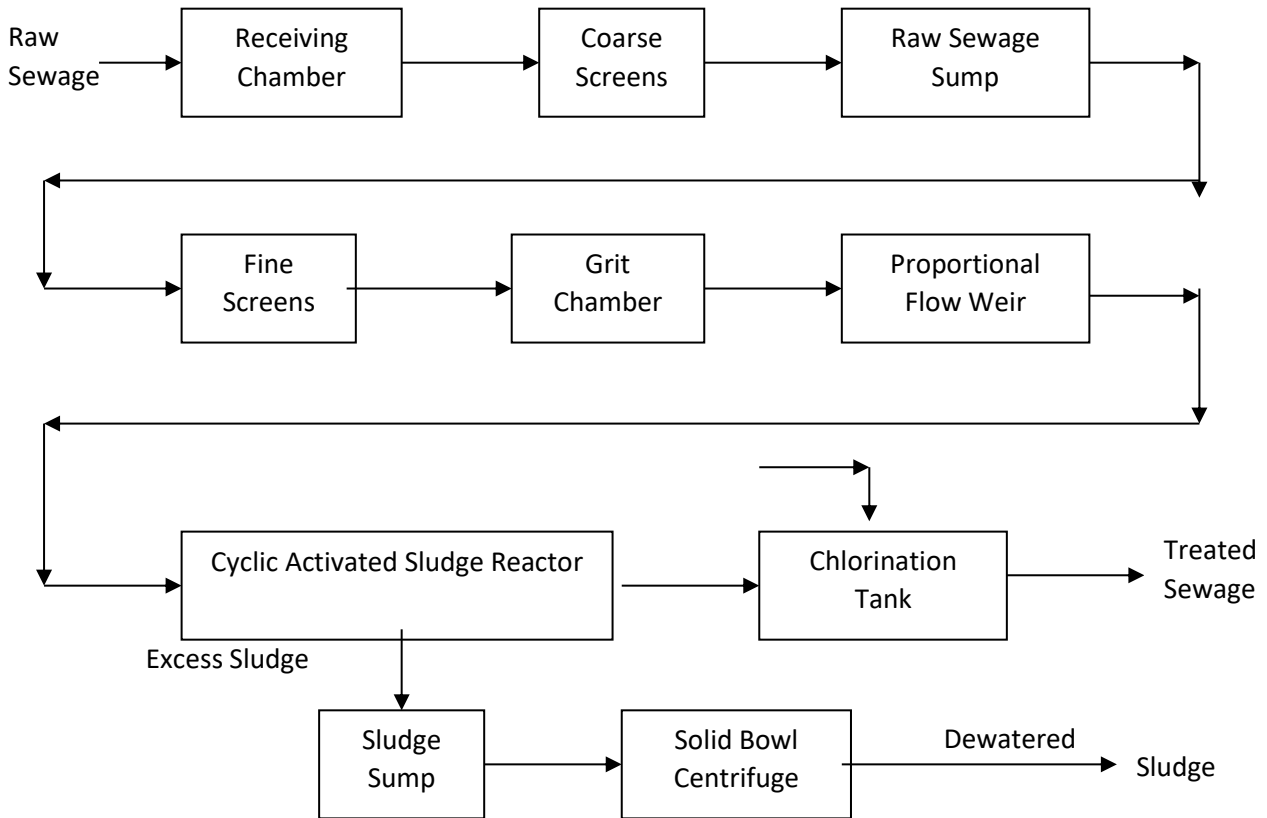 Raw
Sewage
Receiving
Chamber
Coarse
Screens
Raw Sewage
Sump
Fine
Screens
Grit
Chamber
Proportional
Flow Weir
Cyclic Activated Sludge Reactor
Chlorination
Tank
Treated
Sewage
Excess Sludge
Sludge
Sump
Solid Bowl
Centrifuge
Dewatered
Sludge